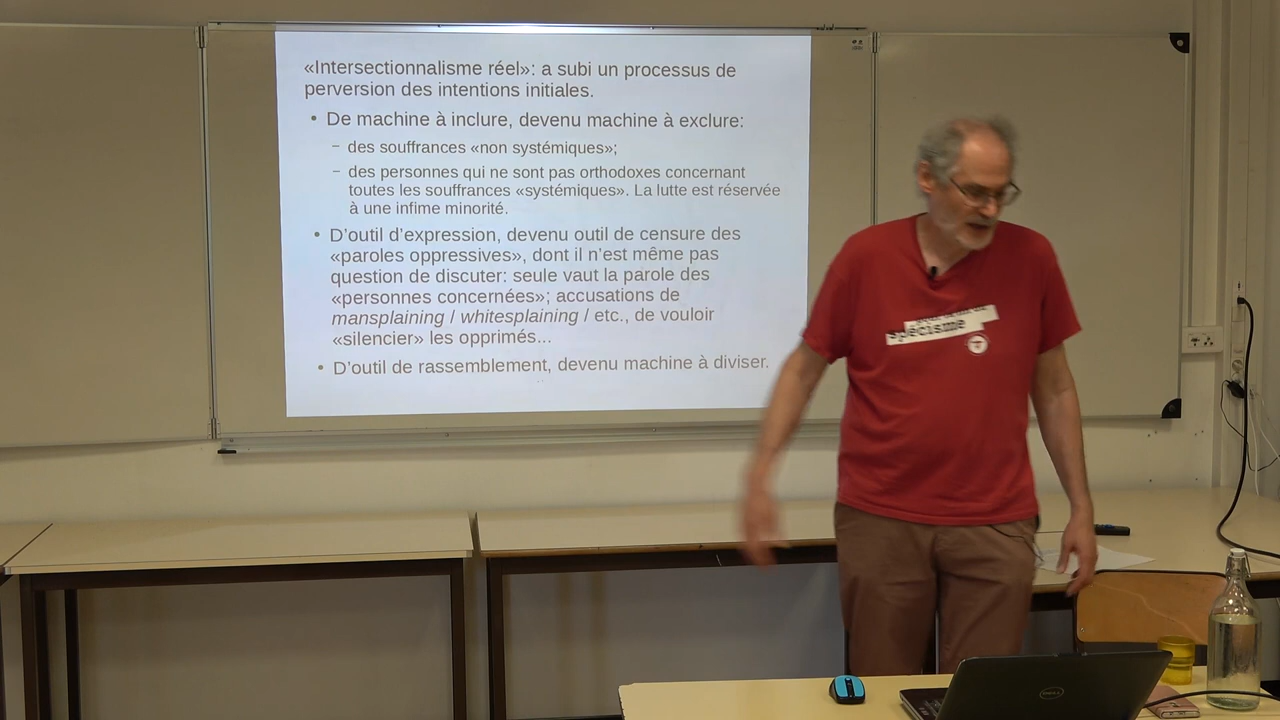 «Intersectionnalisme réel»: a subi un processus de
perversion des intentions initiales.
• De machine à inclure, devenu machine à exclure:
– des souffrances «non systémiques»;
– des personnes qui ne sont pas orthodoxes concernant
toutes les souffrances «systémiques». La lutte est réservée
à une infime minorité.
• D'outil d'expression, devenu outil de censure des
«paroles oppressives», dont il n'est même pas
question de discuter: seule vaut la parole des
«personnes concernées»; accusations de
mansplaining / whitesplaining / etc., de vouloir
«silencier» les opprimés...
• D'outil de rassemblement, devenu machine à diviser.
spécisme
DELL